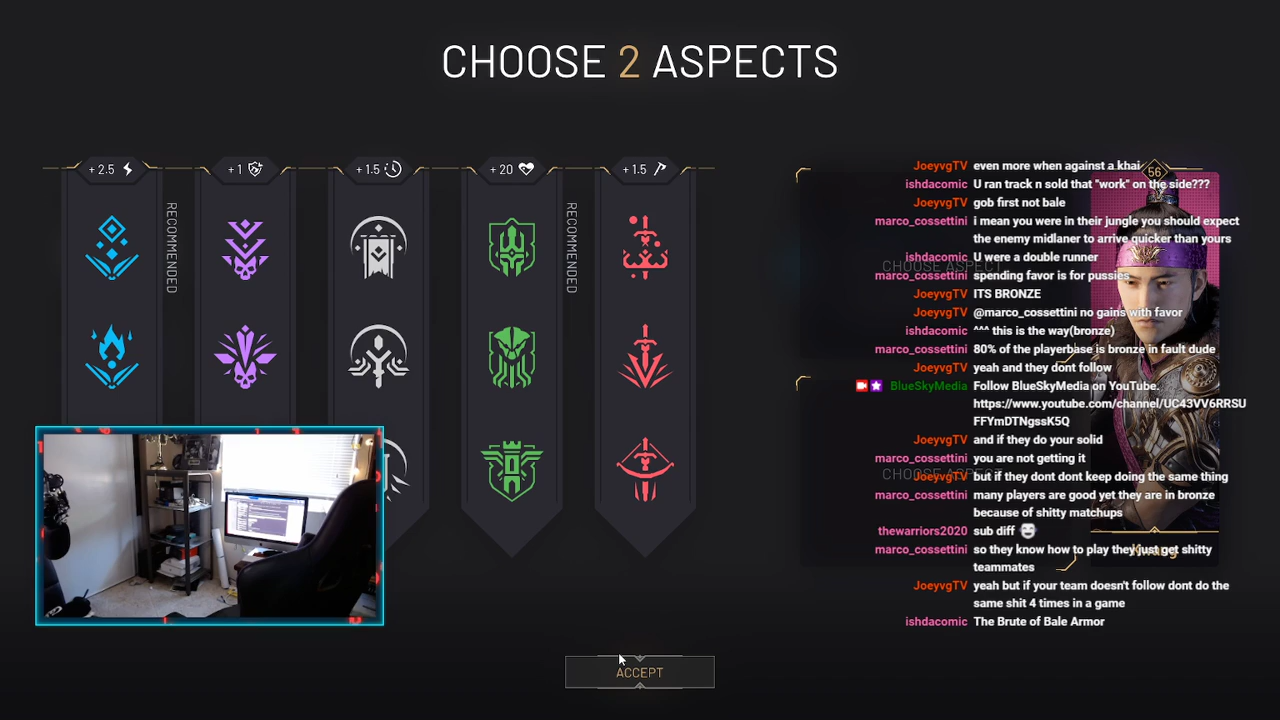 CHOOSE 2 ASPECTS
+ 2.5
+ 1
+ 1.5
+ 20
+ 1.5
RECOMMENDED
RECOMMENDED
56
CHOOSE ASPECT
CHOOSE ASPECT
JoeyvgTV even more when against a khai
ishdacomic U ran track n sold that "work" on the side???
JoeyvgTV gob first not bale
marco_cossettini i mean you were in their jungle you should expect
the enemy midlaner to arrive quicker than yours
ishdacomic U were a double runner
marco_cossettini spending favor is for pussies
JoeyvgTV ITS BRONZE
JoeyvgTV @marco_cossettini no gains with favor
ishdacomic ^^^ this is the way(bronze)
marco_cossettini 80% of the playerbase is bronze in fault dude
JoeyvgTV yeah and they dont follow
BlueSkyMedia Follow BlueSkyMedia on YouTube.
https://www.youtube.com/channel/UC43VV6RRSU
FFYmDTNgssK5Q
JoeyvgTV and if they do your solid
marco_cossettini you are not getting it
JoeyvgTV but if they dont dont keep doing the same thing
marco_cossettini many players are good yet they are in bronze
because of shitty matchups
thewarriors2020 sub diff
marco_cossettini so they know how to play they just get shitty
teammates
JoeyvgTV yeah but if your team doesn't follow dont do the
same shit 4 times in a game
ishdacomic The Brute of Bale Armor
ACCEPT